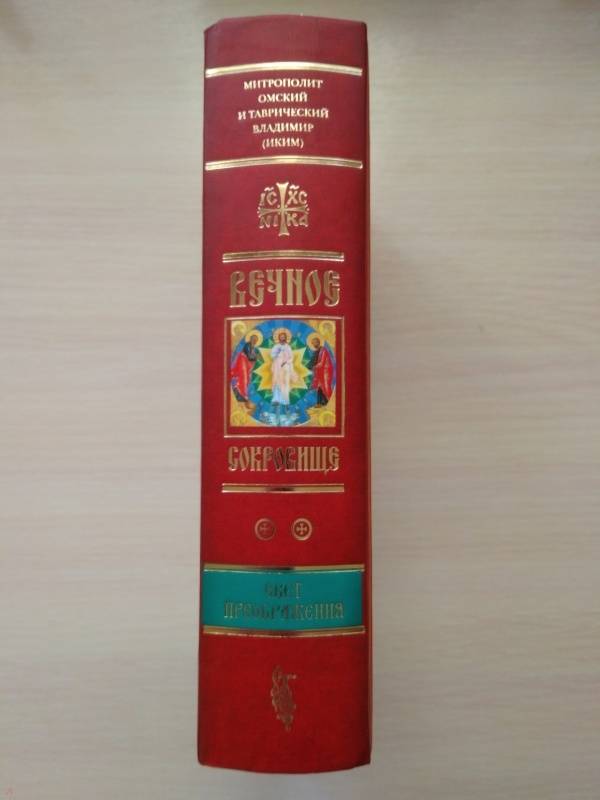 МИТРОПОЛИТ
ОМСКИЙ
И ТАВРИЧЕСКИЙ
ВЛАДИМИР
(ИКИМ)
IC XC
NI KA
ВЕЧНОЕ
СОКРОВИЩЕ
СВЕТ
ПРЕОБРАЖЕНИЯ